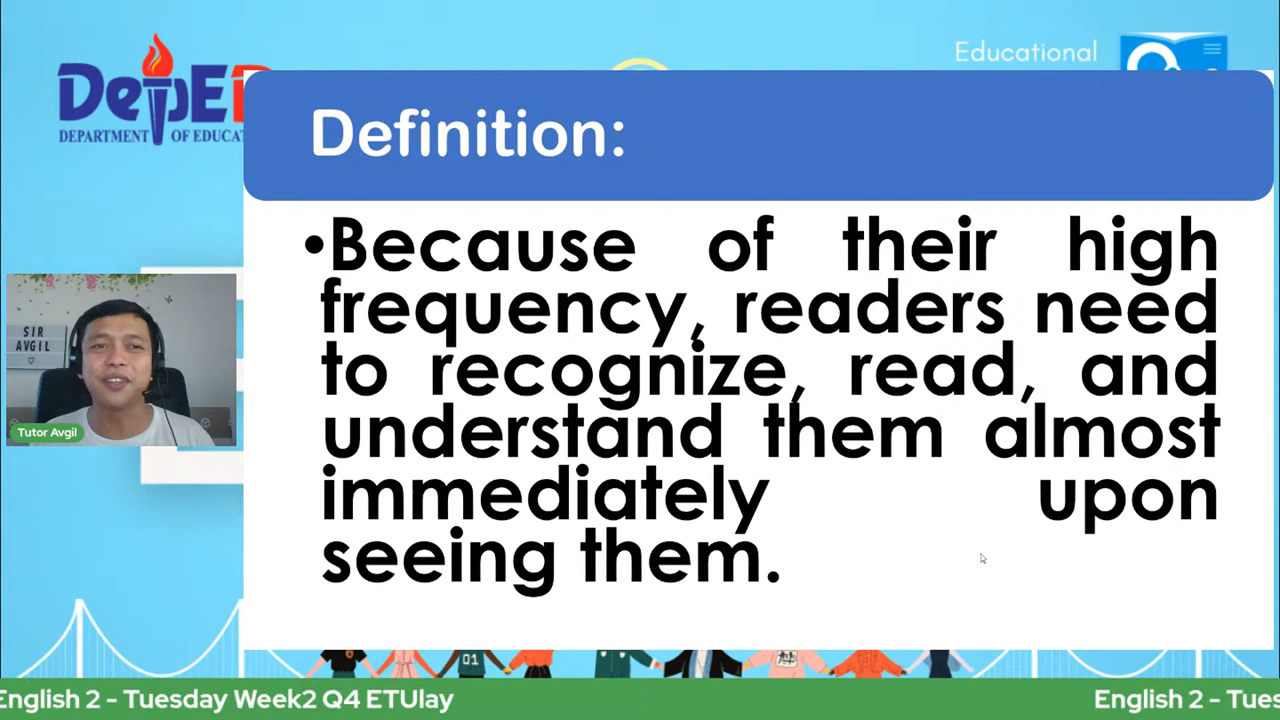 DepED
DEPARTMENT OF EDUCAT
Educational
Definition:
•Because of their high
frequency, readers need
to recognize, read, and
understand them almost
immediately upon
seeing them.
SIR
AVGIL
Tutor Avgil
01
English 2 - Tuesday Week2 Q4 ETUlay
English 2 - Tues